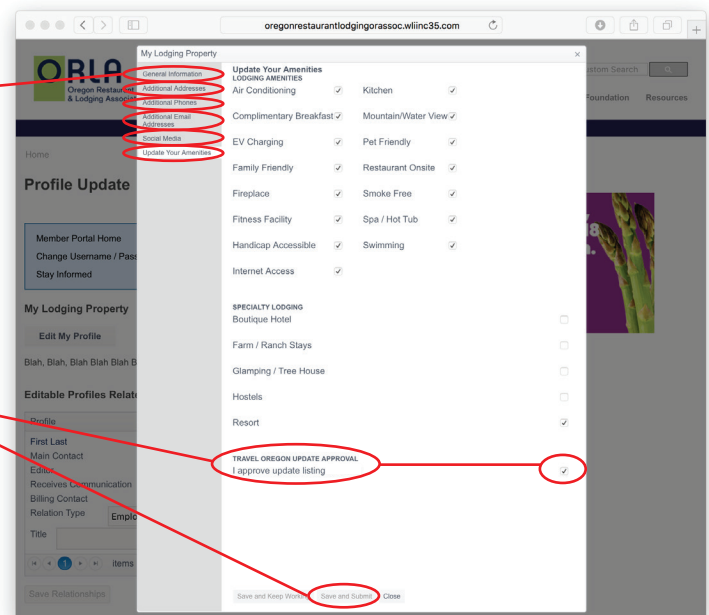 oregonrestaurantlodgingorassoc.wliinc35.com
ORLA
Oregon Restaurant
& Lodging Associat
stom Search
Foundation Resources
Home
Profile Update
Member Portal Home
Change Username / Pass
Stay Informed
My Lodging Property
Edit My Profile
Blah, Blah, Blah Blah Blah B
Editable Profiles Relate
Profile
First Last
Main Contact
Editor
Receives Communication
Billing Contact
Relation Type Emplo
Title
1 items
Save Relationships
My Lodging Property ×
General Information
Additional Addresses
Additional Phones
Additional Email
Addresses
Social Media
Update Your Amenities
Update Your Amenities
LODGING AMENITIES
Air Conditioning Kitchen
Complimentary Breakfast Mountain/Water View
EV Charging Pet Friendly
Family Friendly Restaurant Onsite
Fireplace Smoke Free
Fitness Facility Spa / Hot Tub
Handicap Accessible Swimming
Internet Access
SPECIALTY LODGING
Boutique Hotel
Farm / Ranch Stays
Glamping / Tree House
Hostels
Resort
TRAVEL OREGON UPDATE APPROVAL
I approve update listing
Save and Keep Working Save and Submit Close